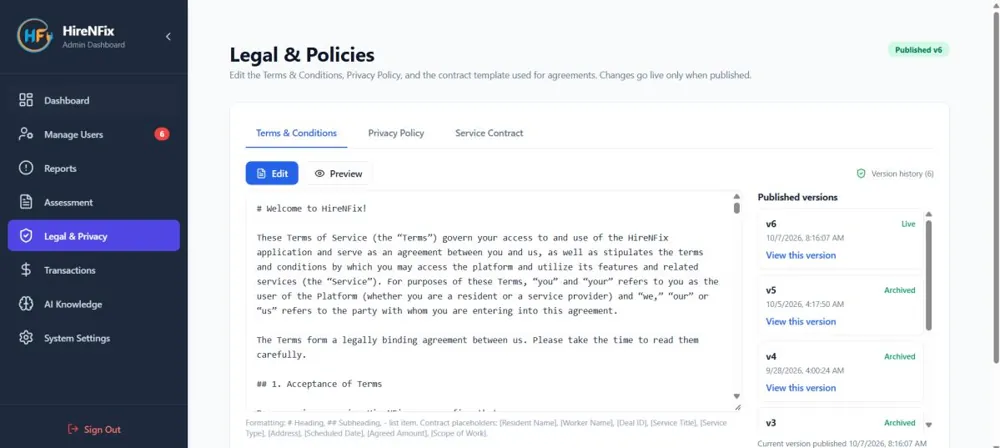 HFix
HireNFix
Admin Dashboard
Dashboard
Manage Users
6
Reports
Assessment
Legal & Privacy
Transactions
AI Knowledge
System Settings
Sign Out
Legal & Policies
Published v6
Edit the Terms & Conditions, Privacy Policy, and the contract template used for agreements. Changes go live only when published.
Terms & Conditions
Privacy Policy
Service Contract
Edit
Preview
Version history (6)
# Welcome to HireNFix!
These Terms of Service (the “Terms”) govern your access to and use of the HireNFix
application and serve as an agreement between you and us, as well as stipulates the terms
and conditions by which you may access the platform and utilize its features and related
services (the “Service”). For purposes of these Terms, “you” and “your” refers to you as the
user of the Platform (whether you are a resident or a service provider) and “we,” “our” or
“us” refers to the party with whom you are entering into this agreement.
The Terms form a legally binding agreement between us. Please take the time to read them
carefully.
## 1. Acceptance of Terms
Formatting: # Heading, ## Subheading, - list item. Contract placeholders: [Resident Name], [Worker Name], [Deal ID], [Service Title], [Service
Type], [Address], [Scheduled Date], [Agreed Amount], [Scope of Work].
Published versions
v6
Live
10/7/2026, 8:16:07 AM
View this version
v5
Archived
10/5/2026, 4:17:50 AM
View this version
v4
Archived
9/28/2026, 4:00:24 AM
View this version
v3
Archived
Current version published 10/7/2026, 8:16:07 AM